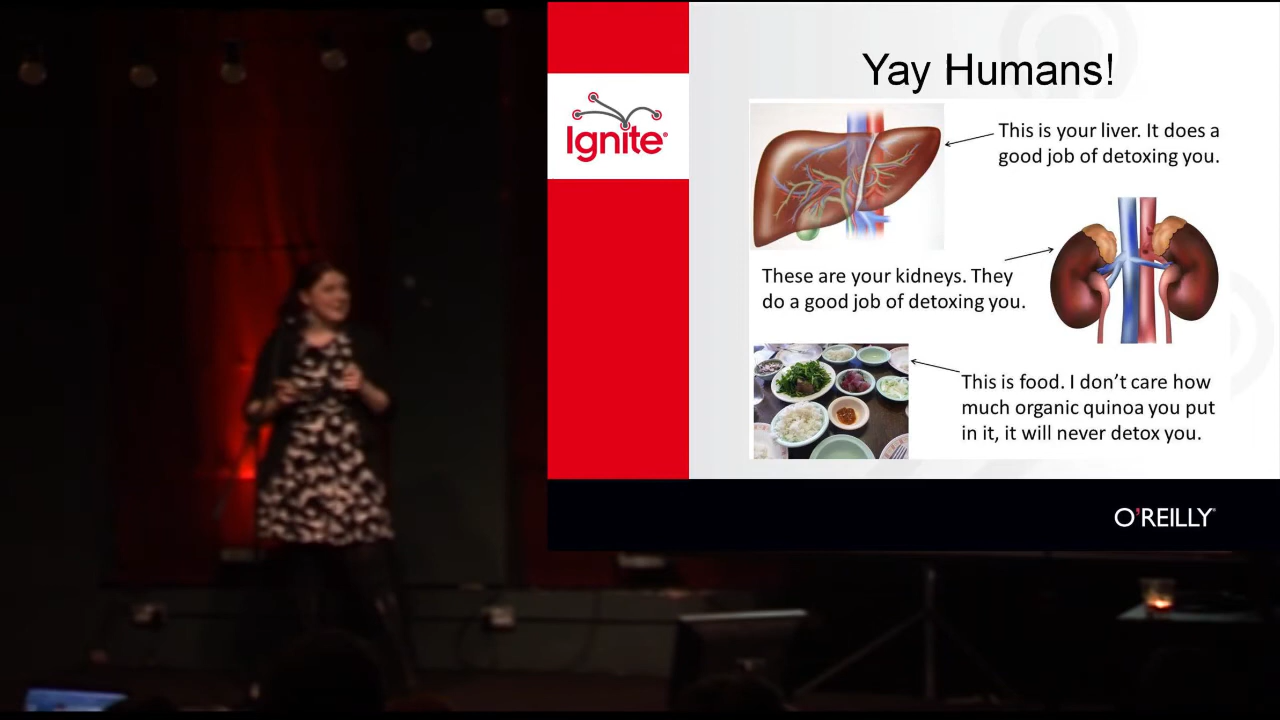 Yay Humans!
Ignite
This is your liver. It does a
good job of detoxing you.
These are your kidneys. They
do a good job of detoxing you.
This is food. I don't care how
much organic quinoa you put
in it, it will never detox you.
O'REILLY